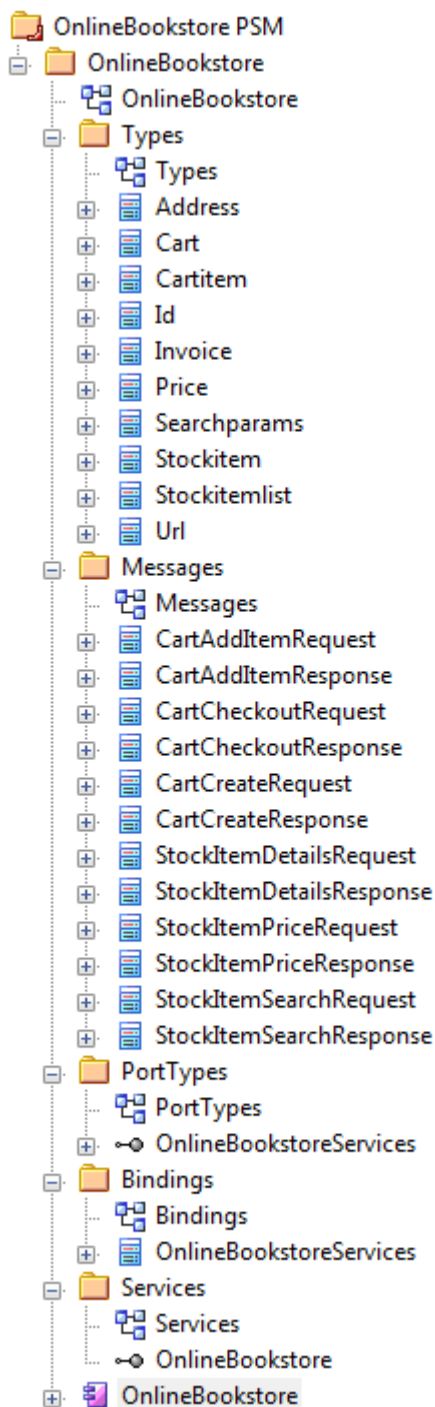 OnlineBookstore PSM
OnlineBookstore
OnlineBookstore
Types
Types
Address
Cart
Cartitem
Id
Invoice
Price
Searchparams
Stockitem
Stockitemlist
Url
Messages
Messages
CartAddItemRequest
CartAddItemResponse
CartCheckoutRequest
CartCheckoutResponse
CartCreateRequest
CartCreateResponse
StockItemDetailsRequest
StockItemDetailsResponse
StockItemPriceRequest
StockItemPriceResponse
StockItemSearchRequest
StockItemSearchResponse
PortTypes
PortTypes
OnlineBookstoreServices
Bindings
Bindings
OnlineBookstoreServices
Services
Services
OnlineBookstore
OnlineBookstore